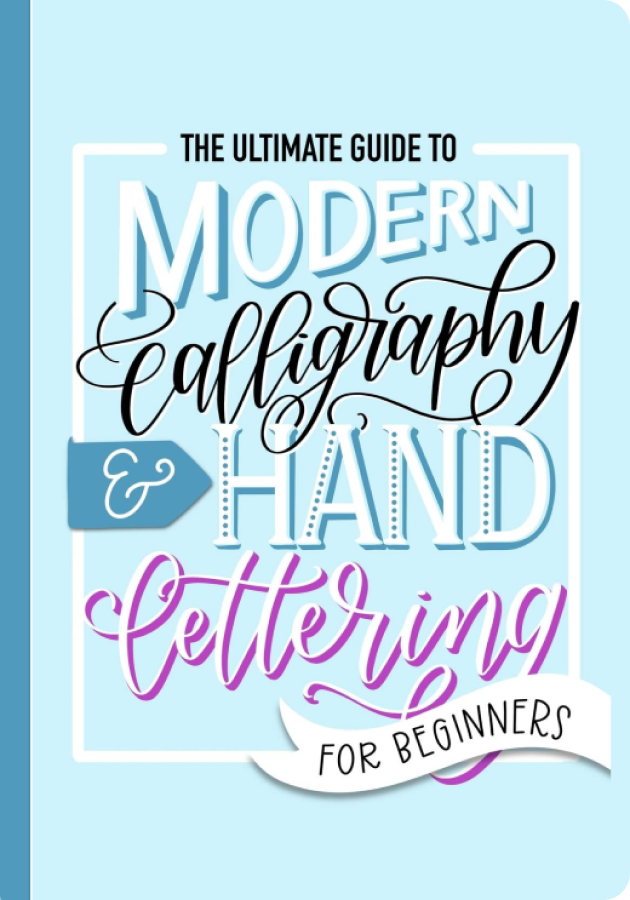 THE ULTIMATE GUIDE TO
MODERN
Calligraphy
& HAND
lettering
FOR BEGINNERS